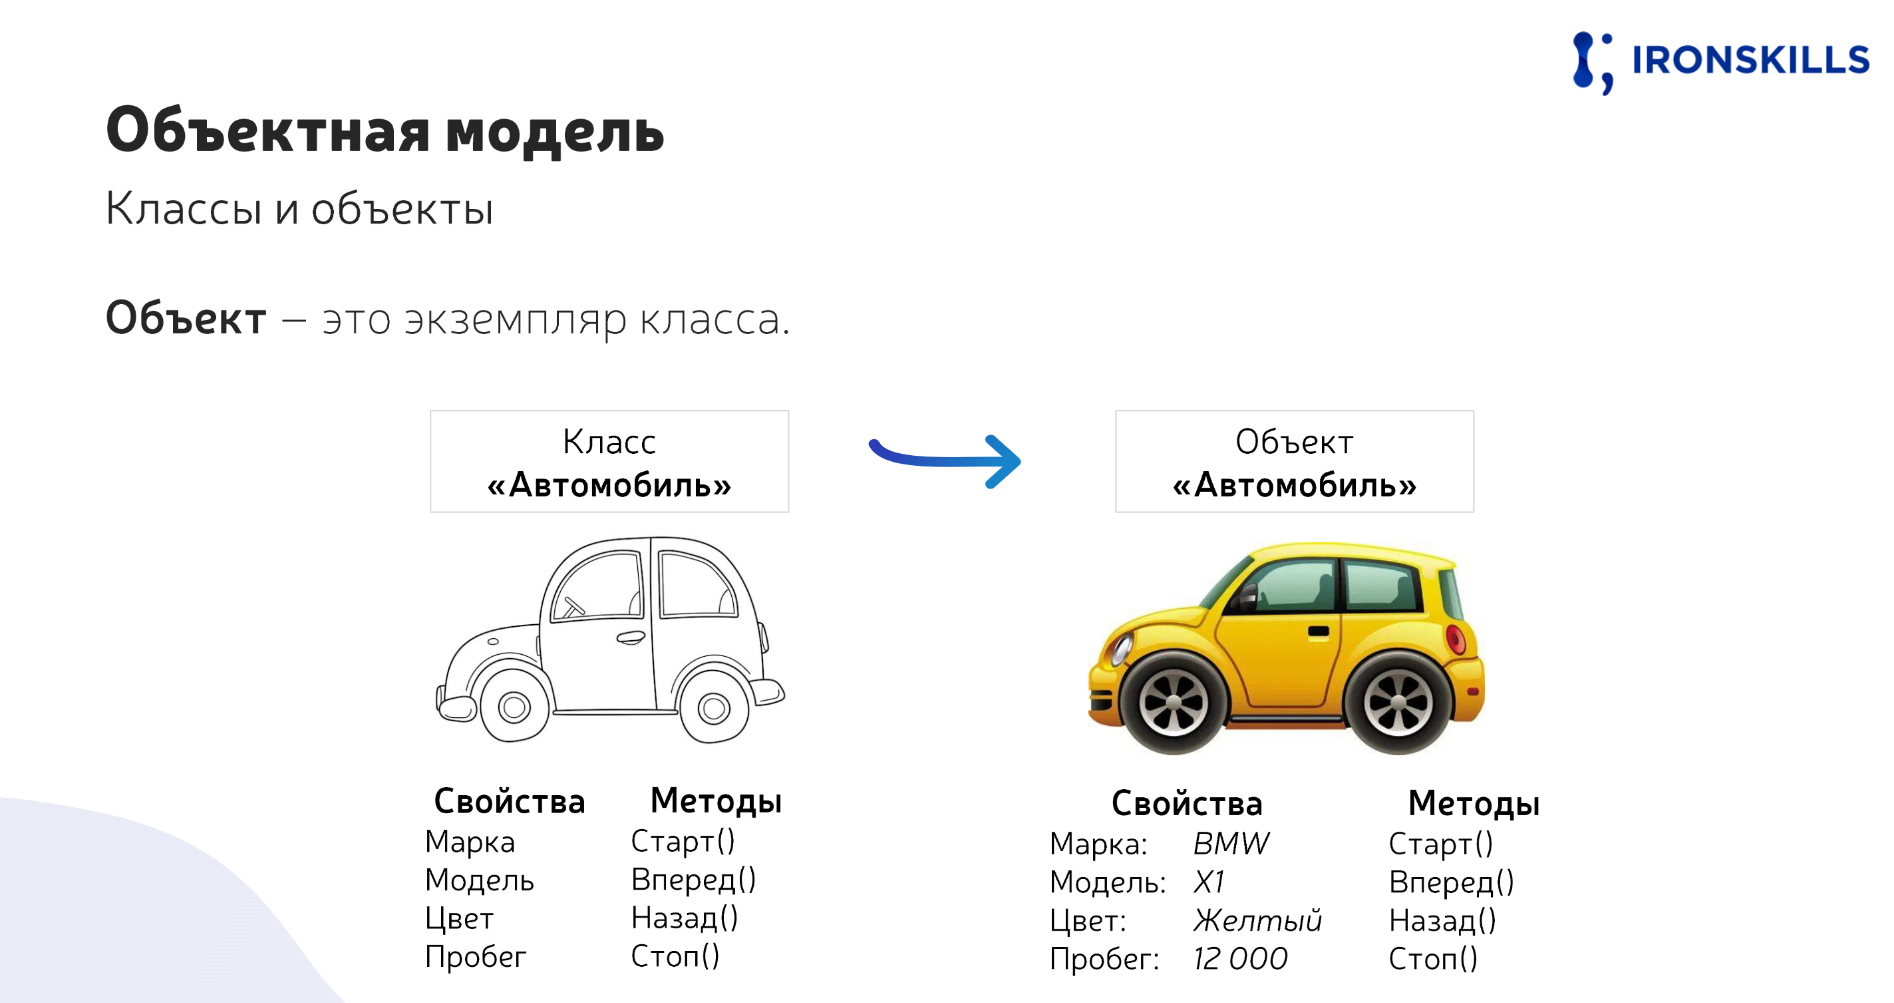 IRONSKILLS
Объектная модель
Классы и объекты
Объект – это экземпляр класса.
Класс
«Автомобиль»
Объект
«Автомобиль»
Свойства Методы
Марка Старт()
Модель Вперед()
Цвет Назад()
Пробег Стоп()
Свойства Методы
Марка: BMW Старт()
Модель: X1 Вперед()
Цвет: Желтый Назад()
Пробег: 12 000 Стоп()